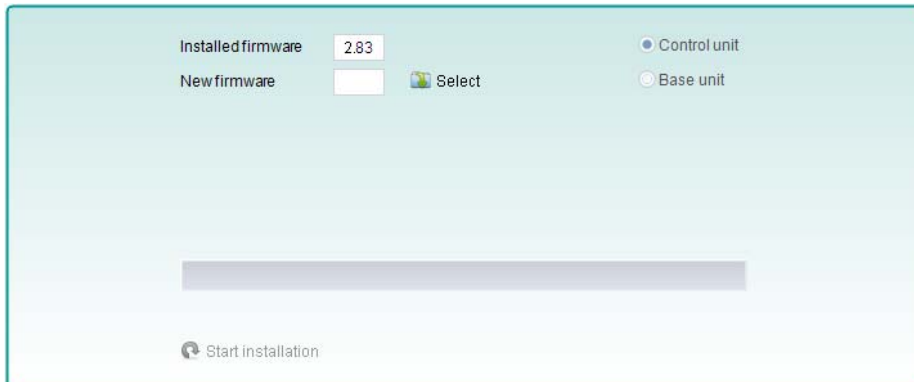 Installed firmware 2.83 Control unit
New firmware Select Base unit
Start installation